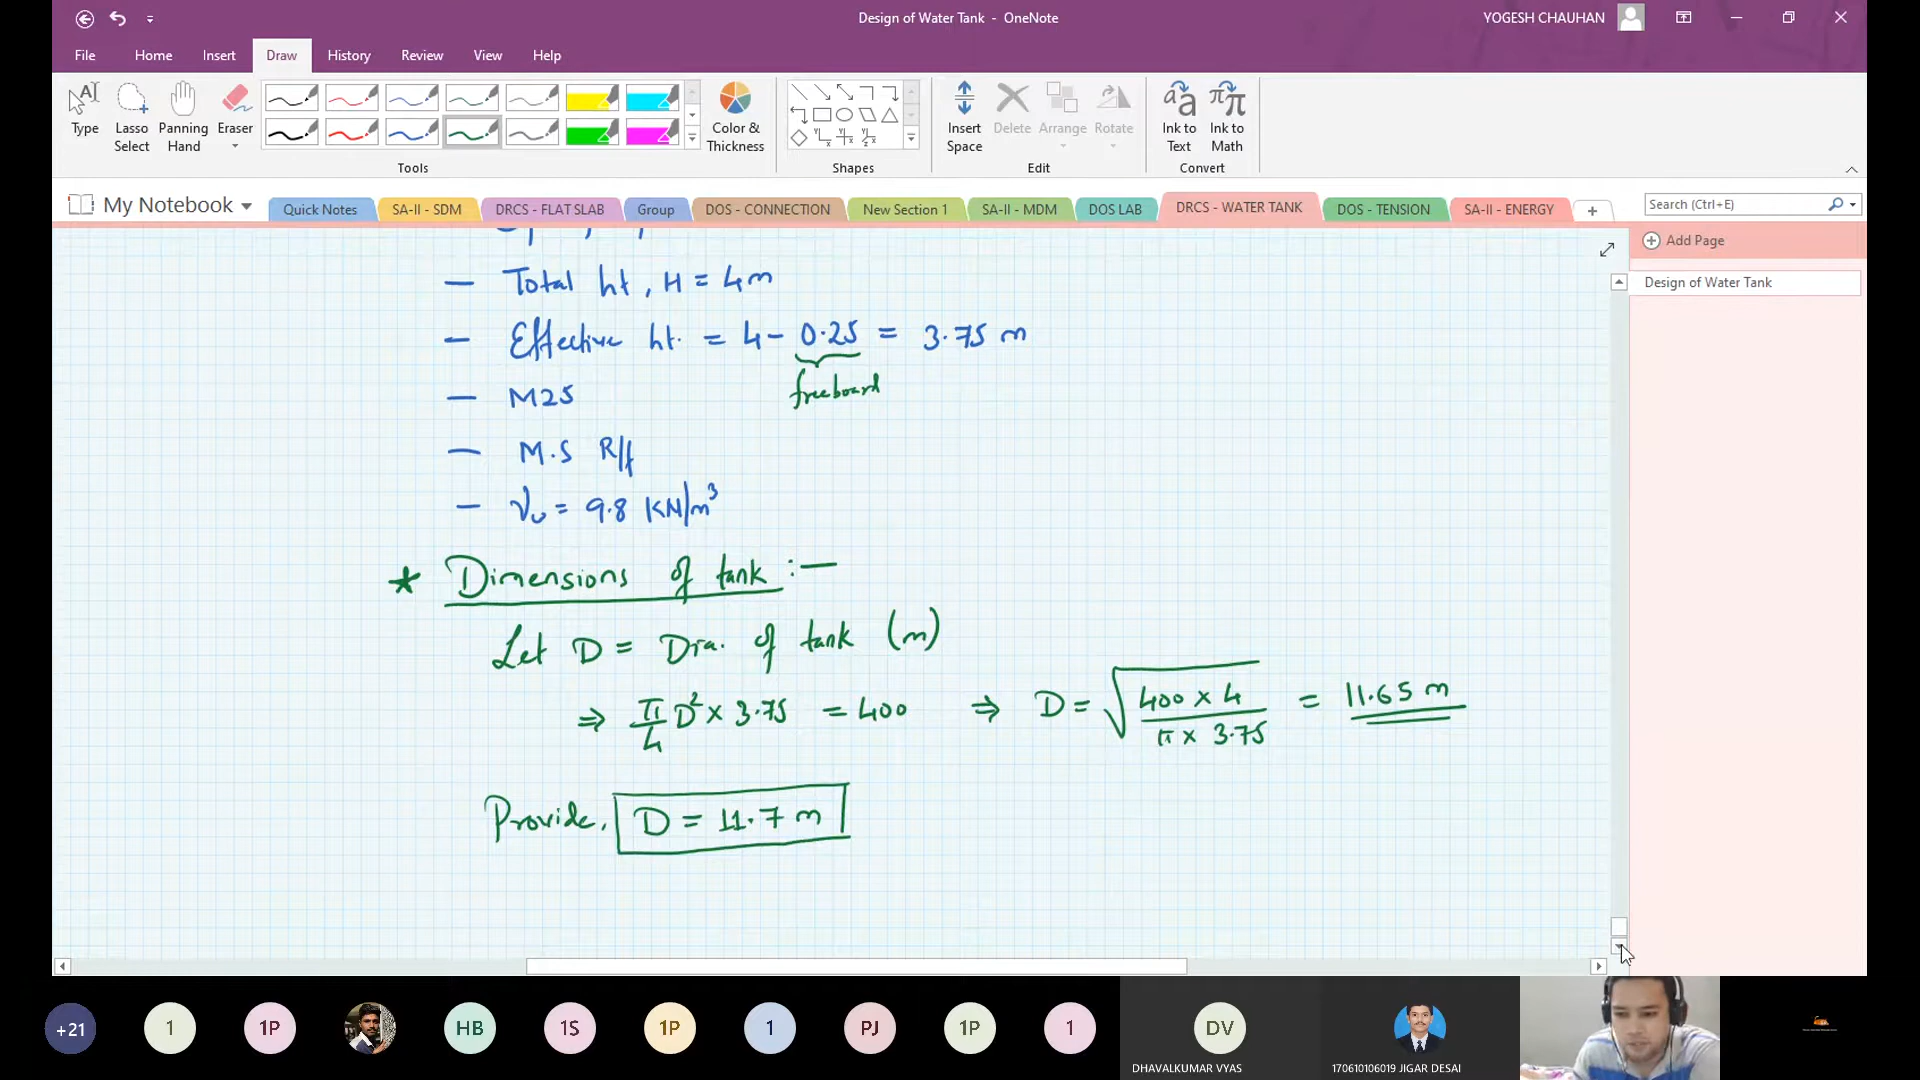 Design of Water Tank - OneNote
YOGESH CHAUHAN
File Home Insert Draw History Review View Help
Type
Lasso Select
Panning Hand
Eraser
Color & Thickness
Insert Space
Delete
Arrange
Rotate
Ink to Text
Ink to Math
Tools Shapes Edit Convert
My Notebook
Quick Notes SA-II - SDM DRCS - FLAT SLAB Group DOS - CONNECTION New Section 1 SA-II - MDM DOS LAB DRCS - WATER TANK DOS - TENSION SA-II - ENERGY
Search (Ctrl+E)
Add Page
Design of Water Tank
— Total ht, H = 4m
— Effective ht. = 4 - 0.25 = 3.75 m
freeboard
— M25
— M.S R/f
— γw = 9.8 KN/m³
* Dimensions of tank :—
Let D = Dia. of tank (m)
⇒ π/4 D² × 3.75 = 400 ⇒ D = √(400 × 4 / π × 3.75) = 11.65 m
Provide, D = 11.7 m
+21 1 1P HB 1S 1P 1 PJ 1P 1 DV
DHAVALKUMAR VYAS
170610106019 JIGAR DESAI